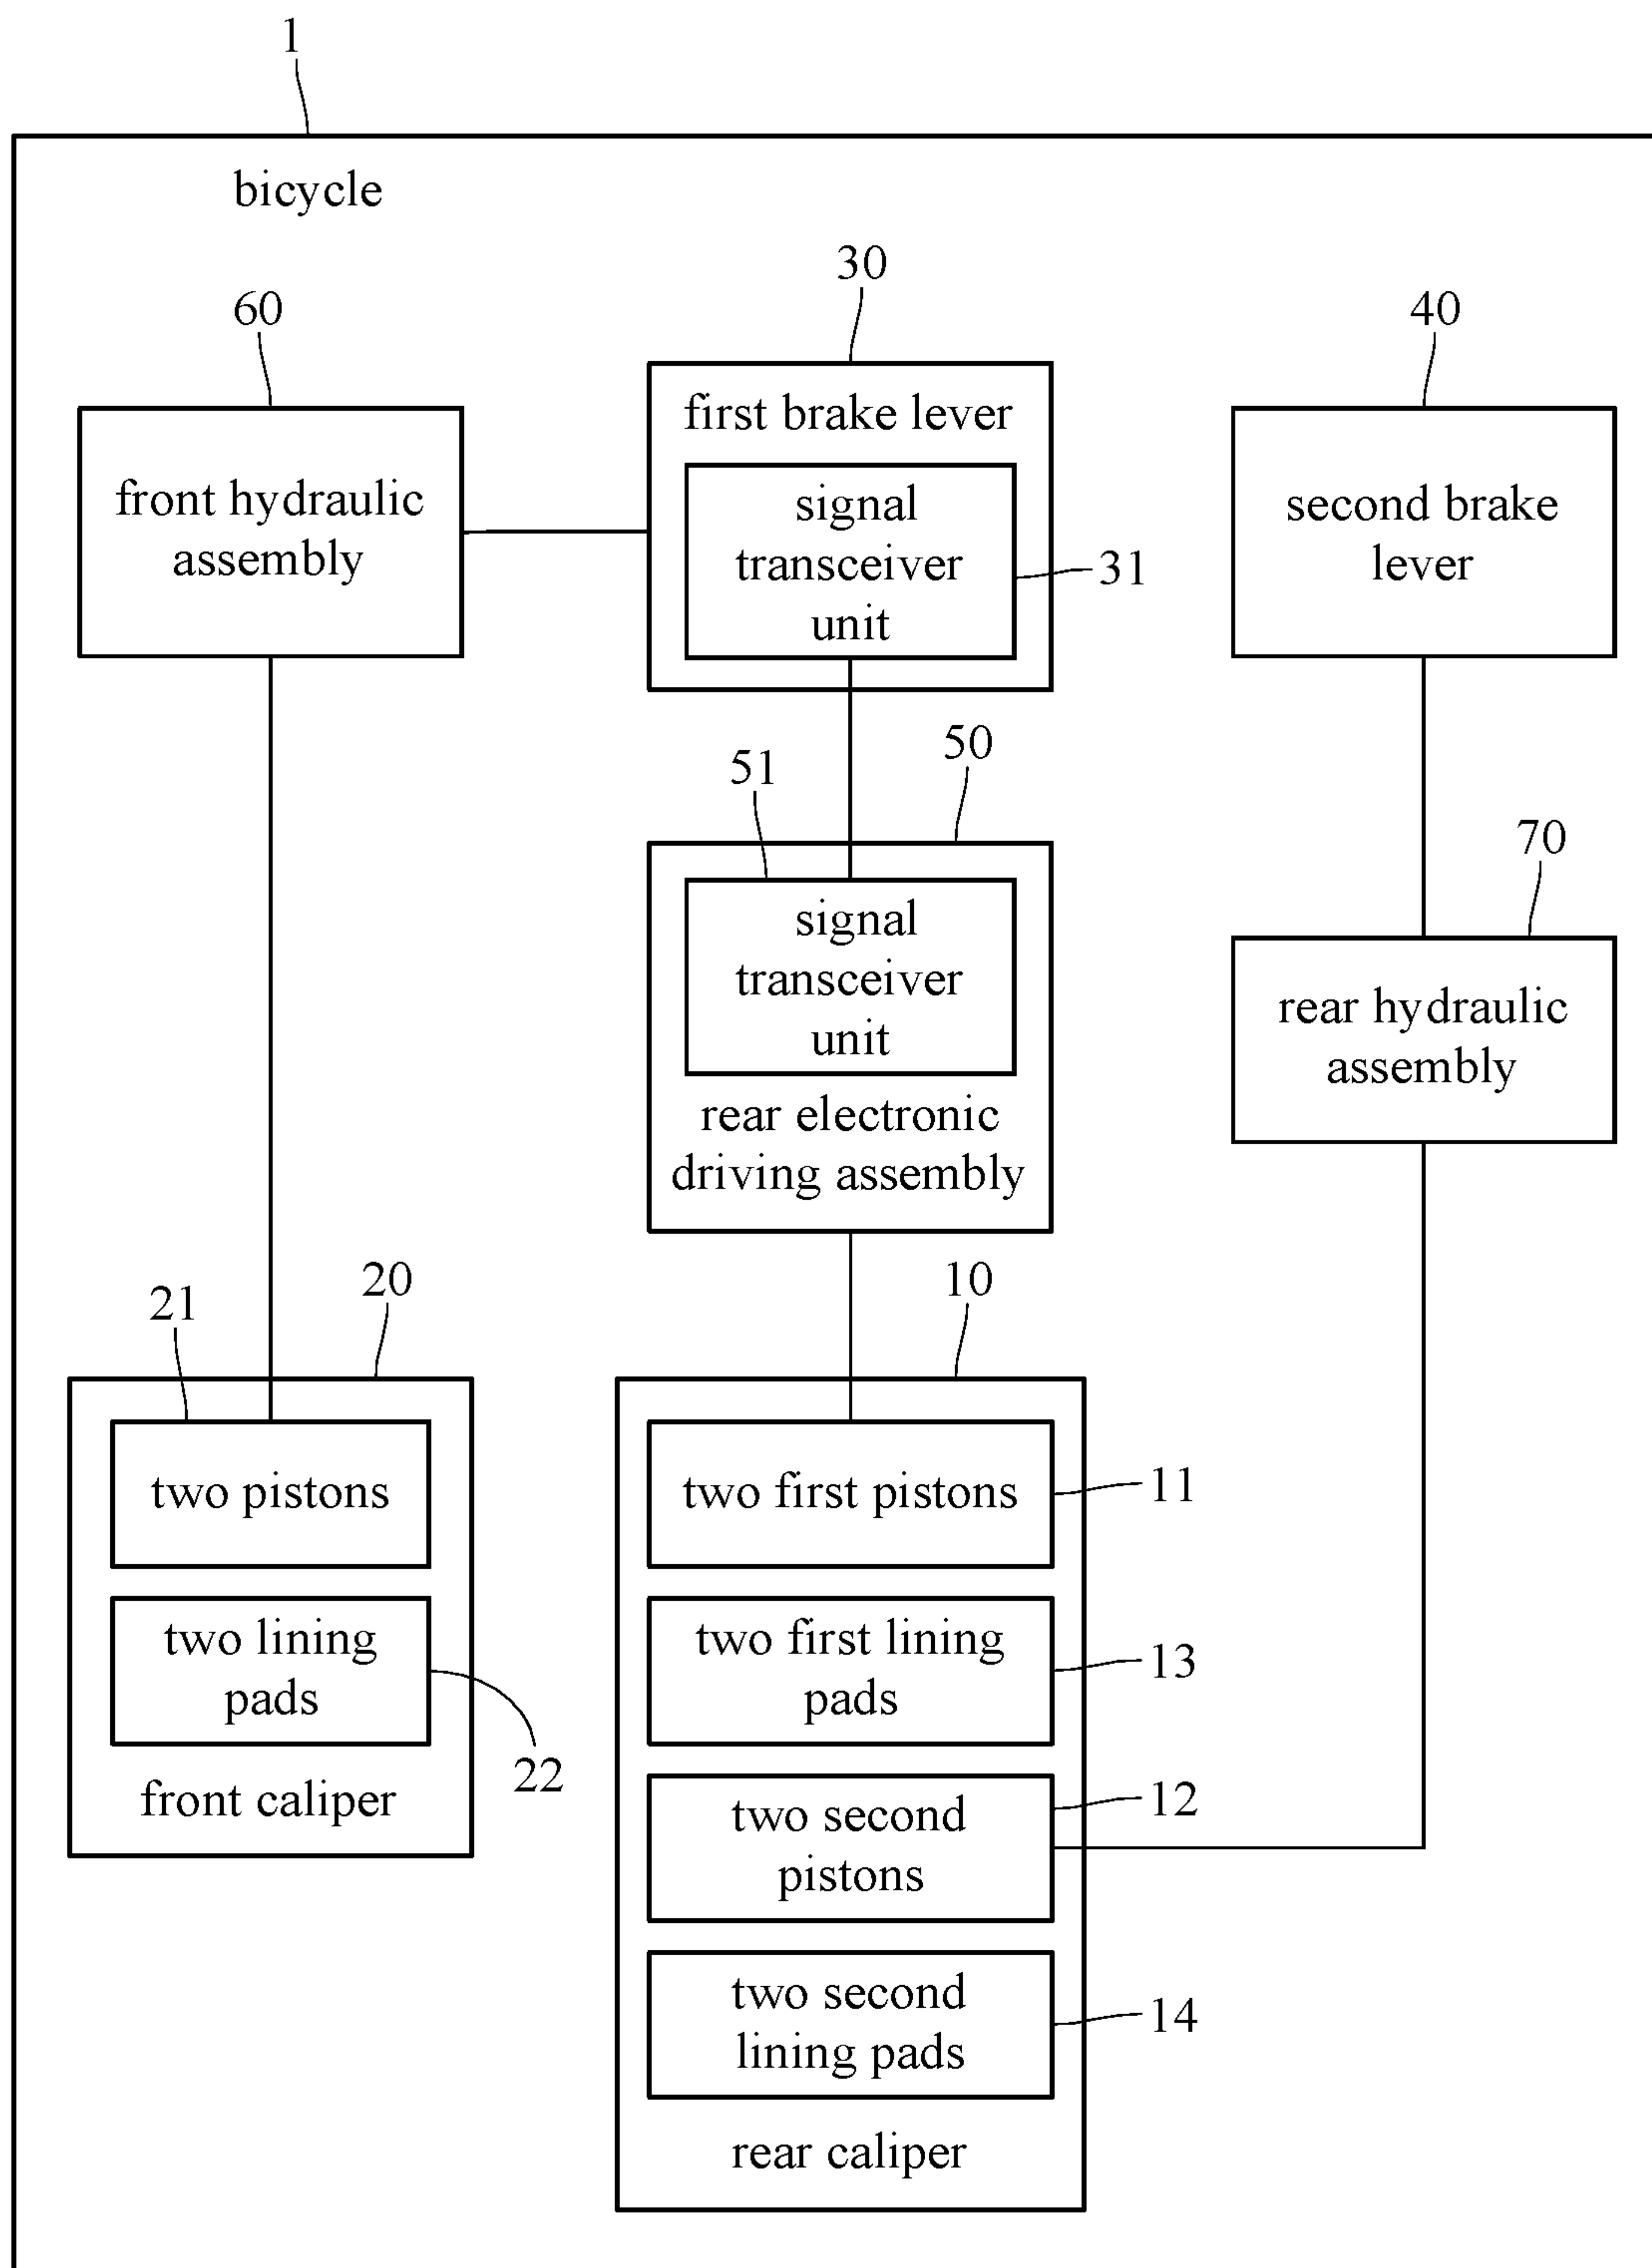 1
bicycle
60
front hydraulic
assembly
30
first brake lever
signal
transceiver
unit
31
40
second brake
lever
51
50
signal
transceiver
unit
rear electronic
driving assembly
70
rear hydraulic
assembly
21
20
two pistons
two lining
pads
22
front caliper
10
two first pistons
11
two first lining
pads
13
two second
pistons
12
two second
lining pads
14
rear caliper